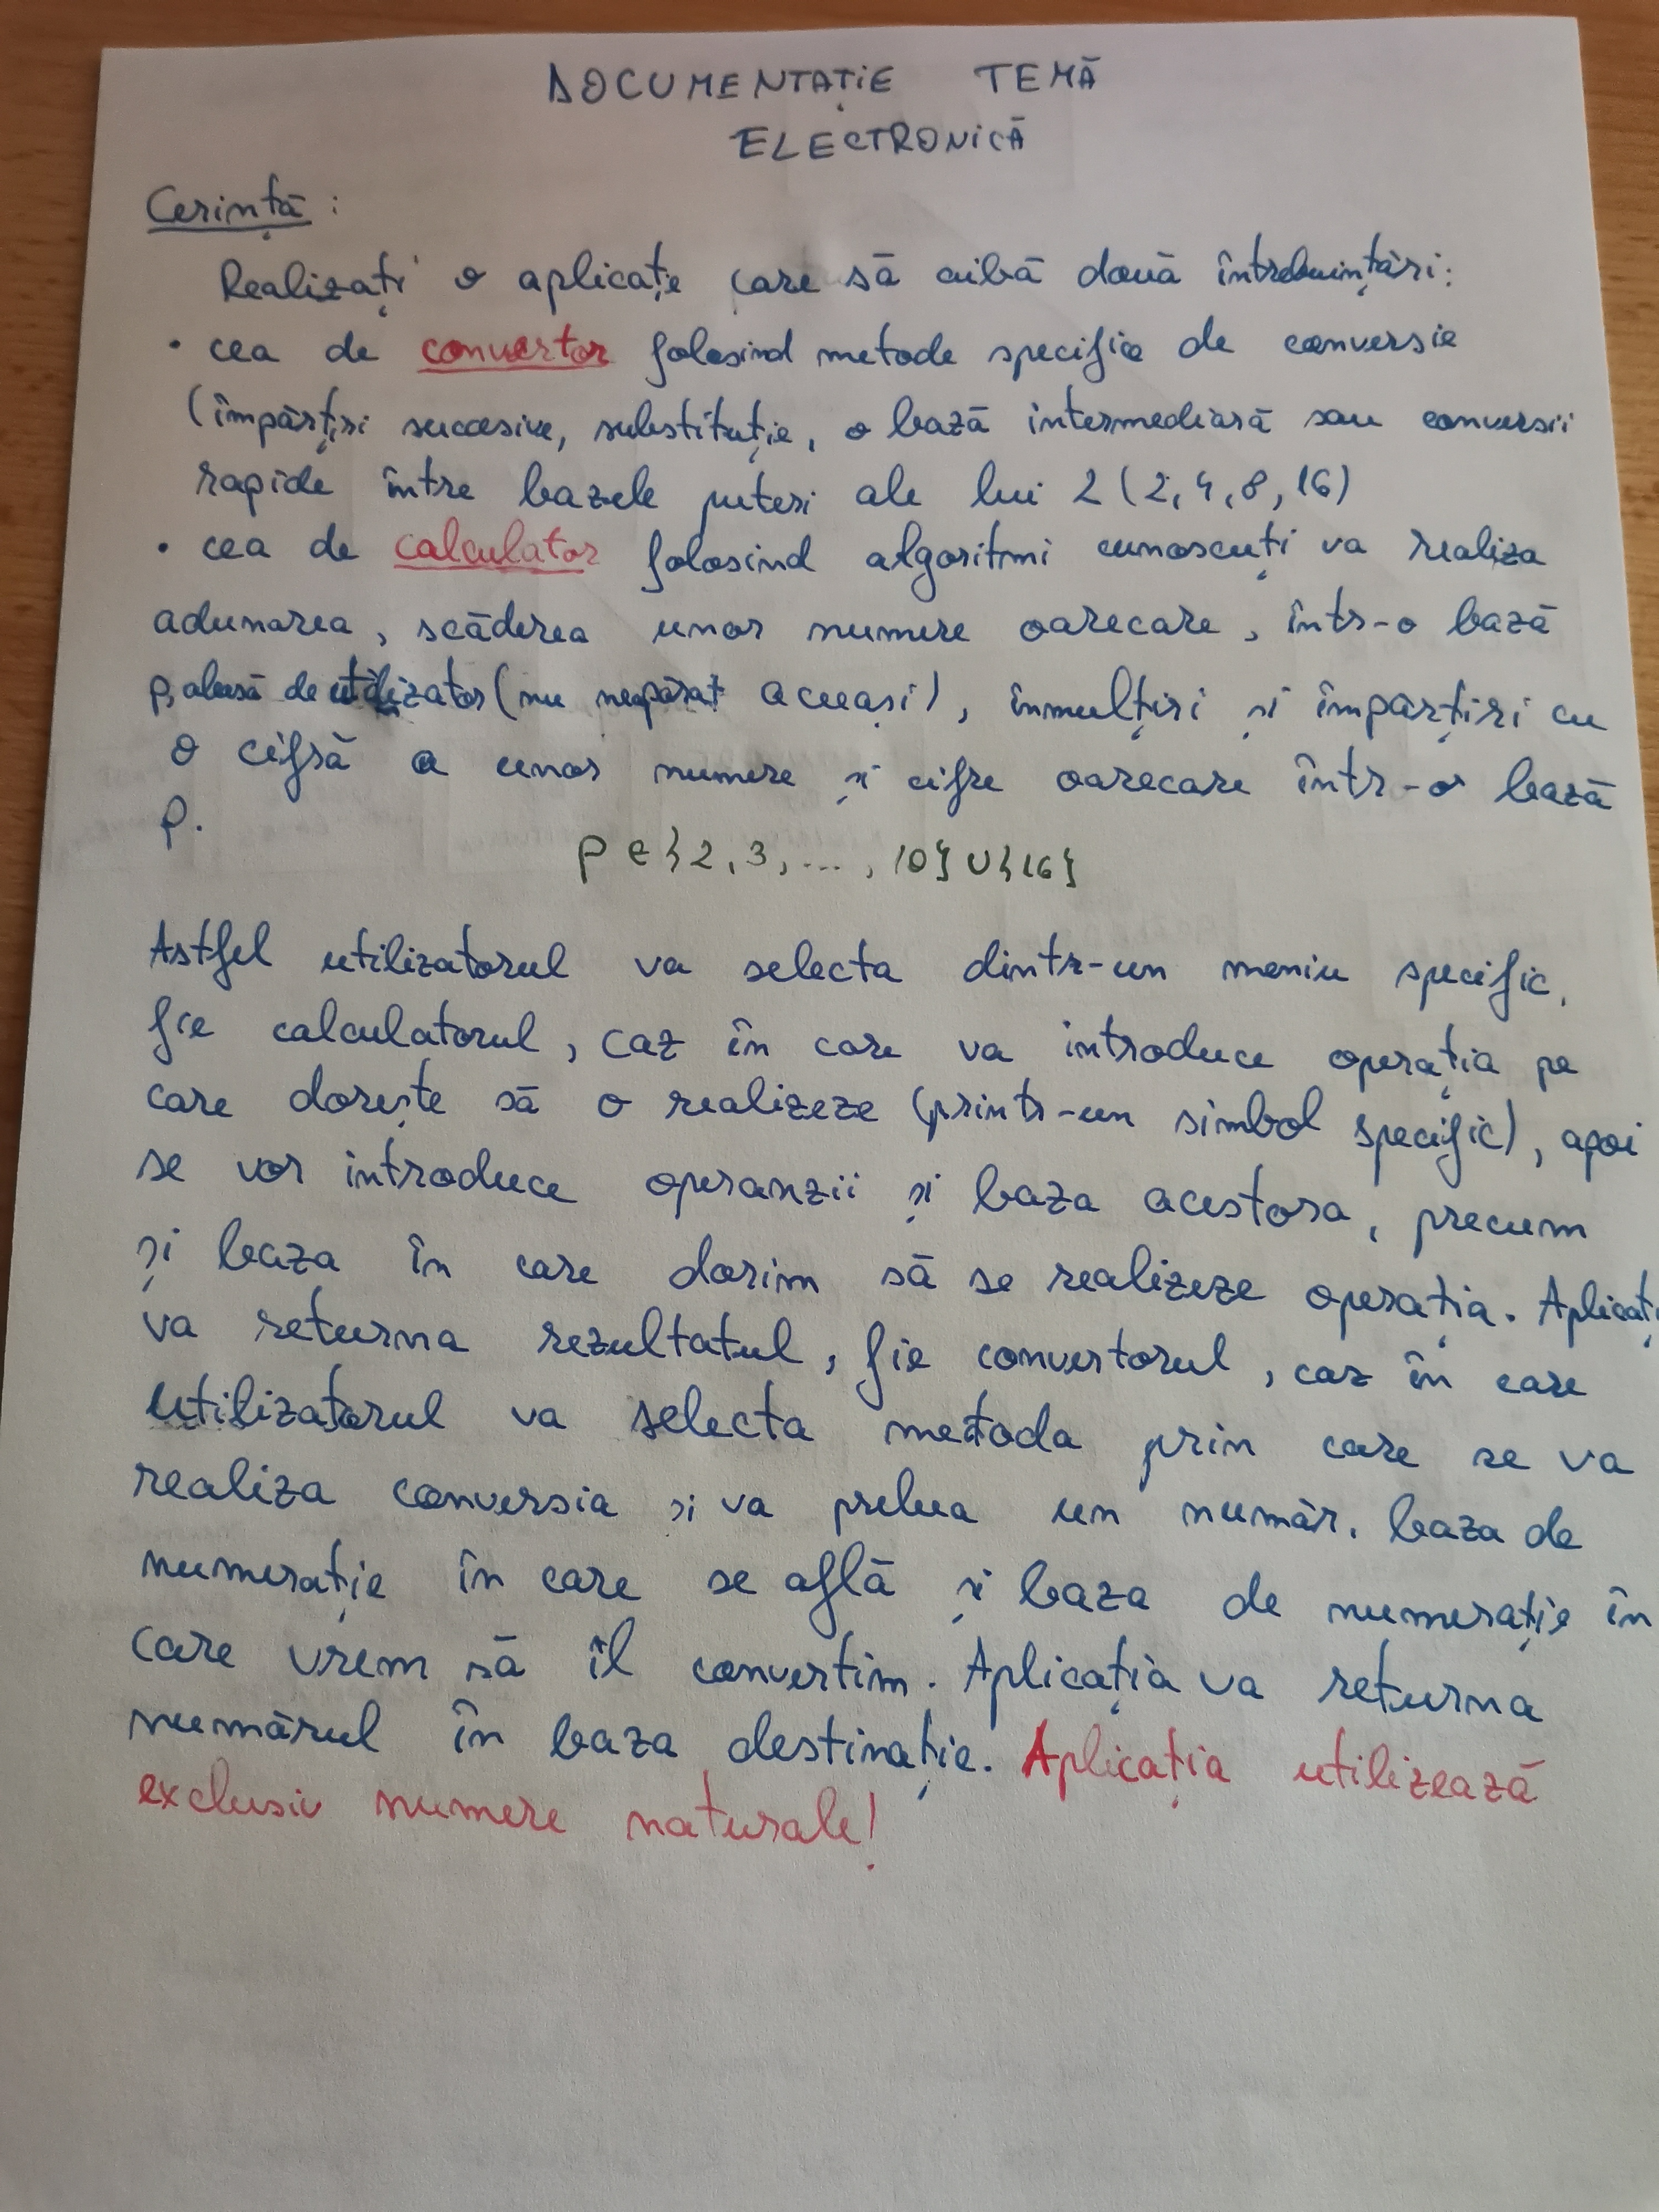 DOCUMENTAȚIE TEMĂ
ELECTRONICĂ
Cerință :
Realizați o aplicație care să aibă două întrebuințări:
• cea de convertor folosind metode specifice de conversie
(împărțiri succesive, substituție, o bază intermediară sau conversii
rapide între bazele puteri ale lui 2 (2, 4, 8, 16)
• cea de calculator folosind algoritmi cunoscuți va realiza
adunarea, scăderea unor numere oarecare, într-o bază
p, aleasă de utilizator (nu neapărat aceeași), înmulțiri și împărțiri cu
o cifră a unor numere și cifre oarecare într-o bază
p.
p ∈ {2, 3, ..., 10} ∪ {16}
Astfel utilizatorul va selecta dintr-un meniu specific,
fie calculatorul, caz în care va introduce operația pe
care dorește să o realizeze (printr-un simbol specific), apoi
se vor introduce operanzii și baza acestora, precum
și baza în care dorim să se realizeze operația. Aplicați
va returna rezultatul, fie convertorul, caz în care
utilizatorul va selecta metoda prin care se va
realiza conversia și va prelua un număr, baza de
numerație în care se află și baza de numerație în
care vrem să îl convertim. Aplicația va returna
numărul în baza destinație. Aplicația utilizează
exclusiv numere naturale!